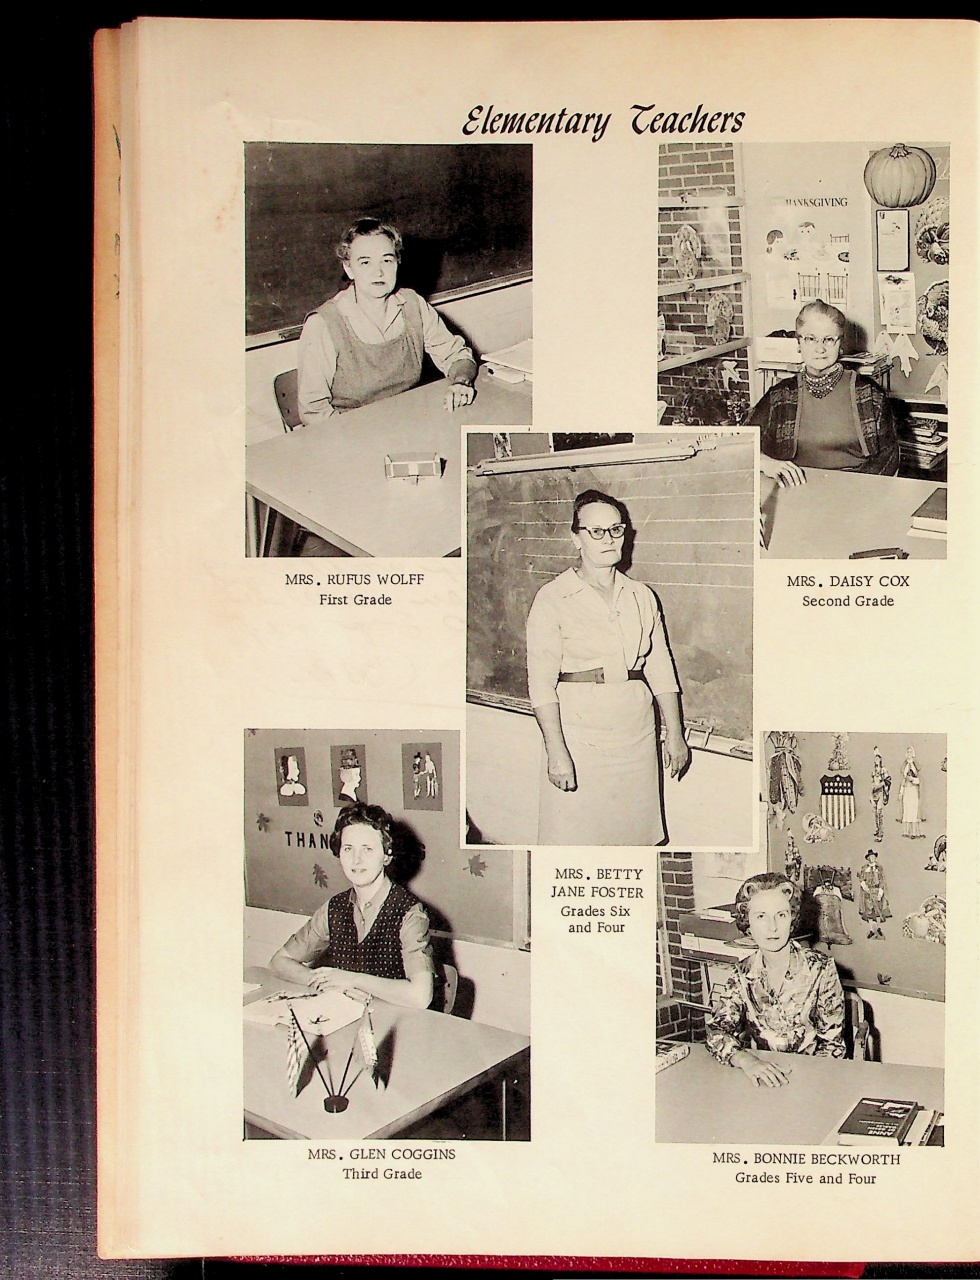 Elementary Teachers
HANKSGIVING
MRS. RUFUS WOLFF
First Grade
MRS. DAISY COX
Second Grade
THAN
MRS. BETTY
JANE FOSTER
Grades Six
and Four
ANNE
MRS. GLEN COGGINS
Third Grade
MRS. BONNIE BECKWORTH
Grades Five and Four